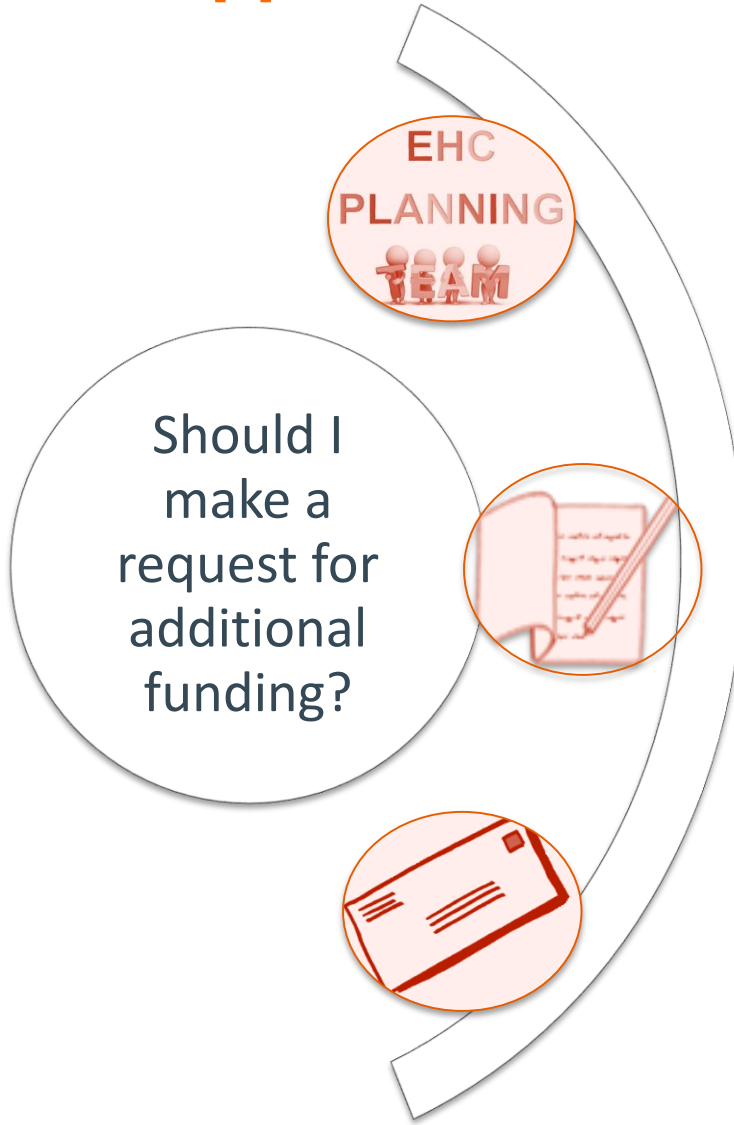 EHC
PLANNING
TEAM
Should I
make a
request for
additional
funding?